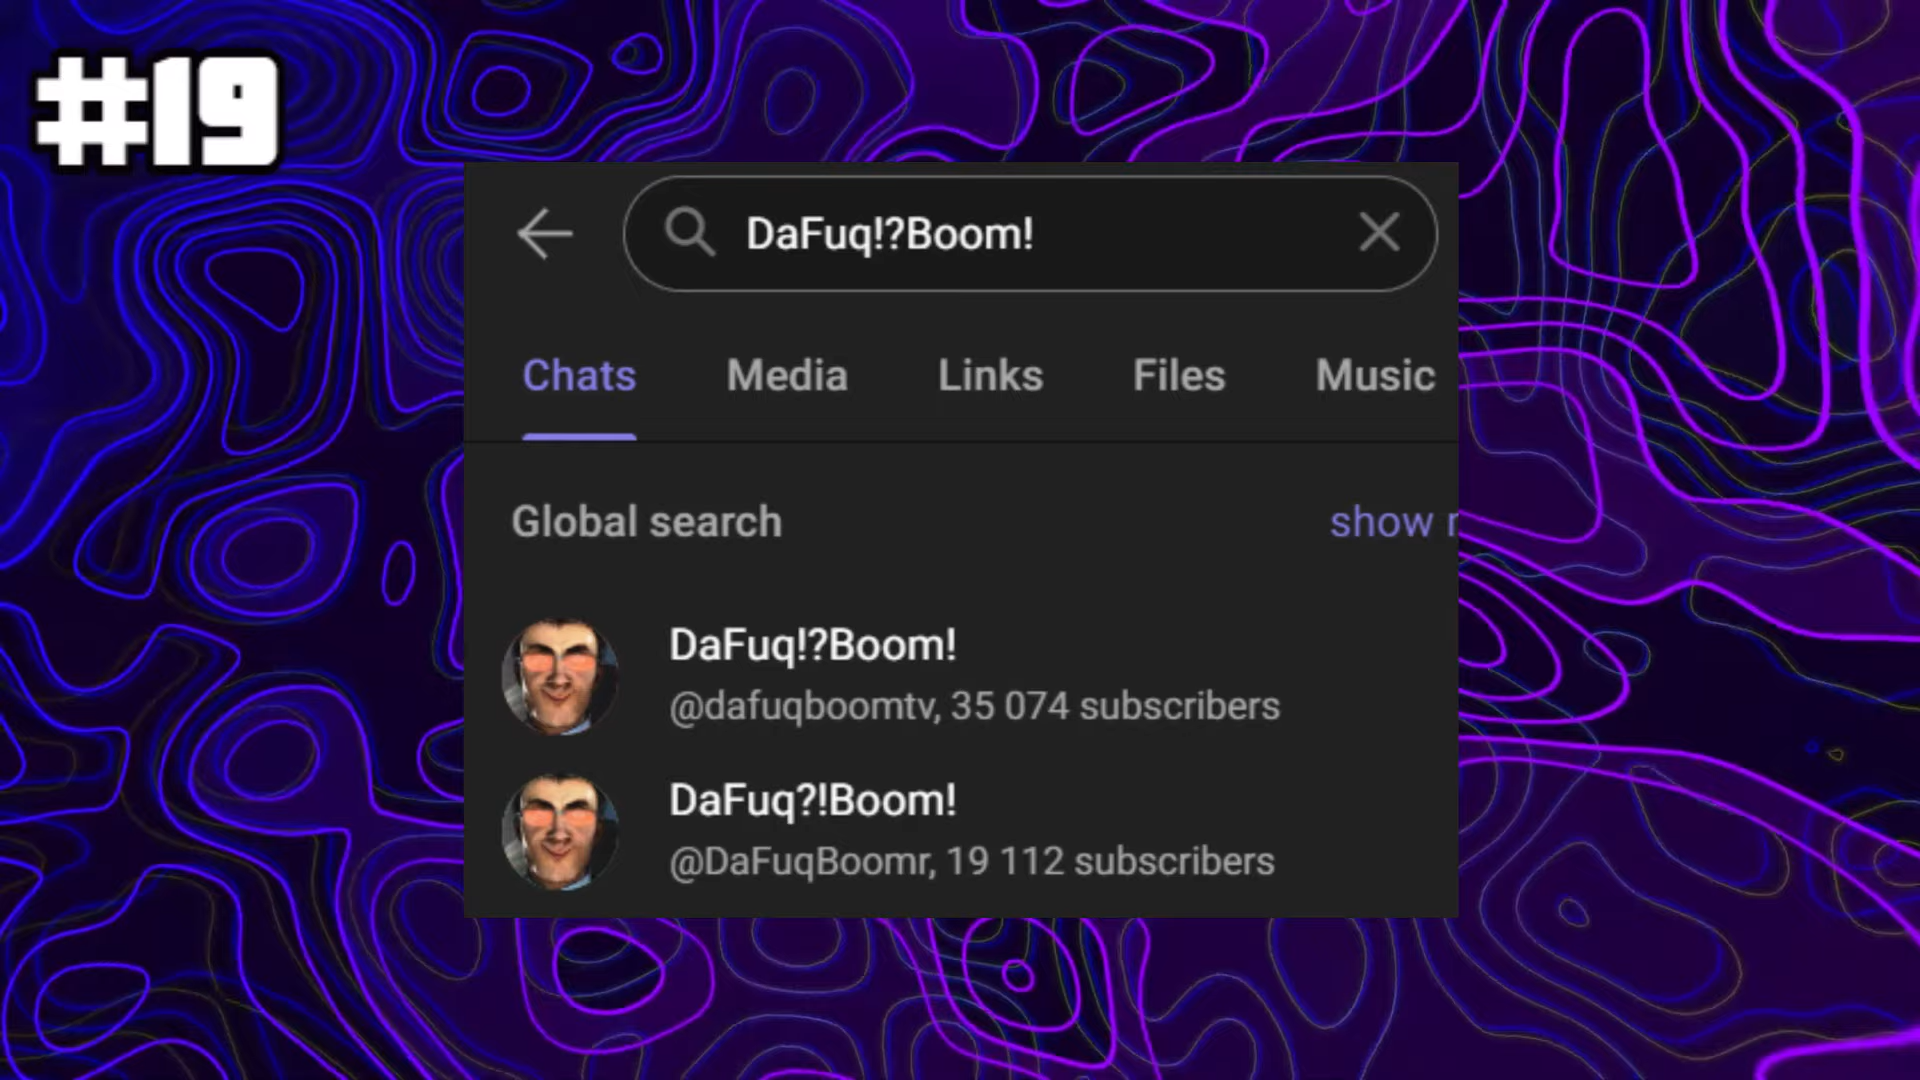 #19
DaFuq!?Boom!
Chats Media Links Files Music
Global search show
DaFuq!?Boom!
@dafuqboomtv, 35 074 subscribers
DaFuq?!Boom!
@DaFuqBoomr, 19 112 subscribers